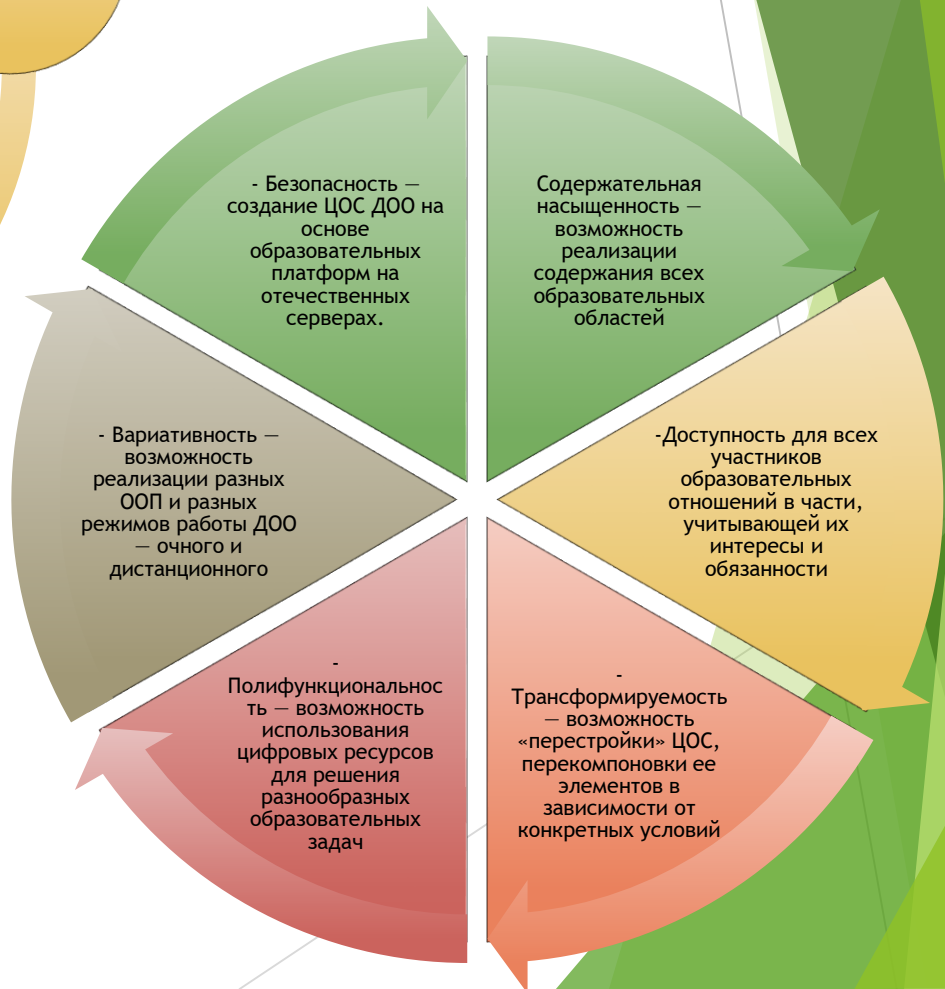 Содержательная
насыщенность —
возможность
реализации
содержания всех
образовательных
областей
-Доступность для всех
участников
образовательных
отношений в части,
учитывающей их
интересы и
обязанности
-
Трансформируемость
— возможность
«перестройки» ЦОС,
перекомпоновки ее
элементов в
зависимости от
конкретных условий
-
Полифункциональнос
ть — возможность
использования
цифровых ресурсов
для решения
разнообразных
образовательных
задач
- Вариативность —
возможность
реализации разных
ООП и разных
режимов работы ДОО
— очного и
дистанционного
- Безопасность —
создание ЦОС ДОО на
основе
образовательных
платформ на
отечественных
серверах.